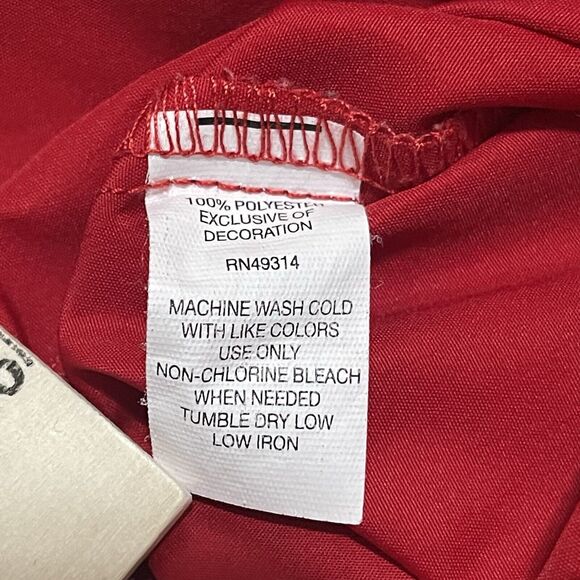 100% POLYESTER
EXCLUSIVE OF
DECORATION
RN49314
MACHINE WASH COLD
WITH LIKE COLORS
USE ONLY
NON-CHLORINE BLEACH
WHEN NEEDED
TUMBLE DRY LOW
LOW IRON